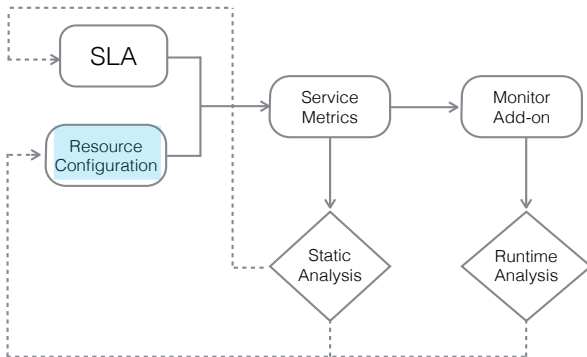 SLA
Service
Metrics
Monitor
Add-on
Resource
Configuration
Static
Analysis
Runtime
Analysis